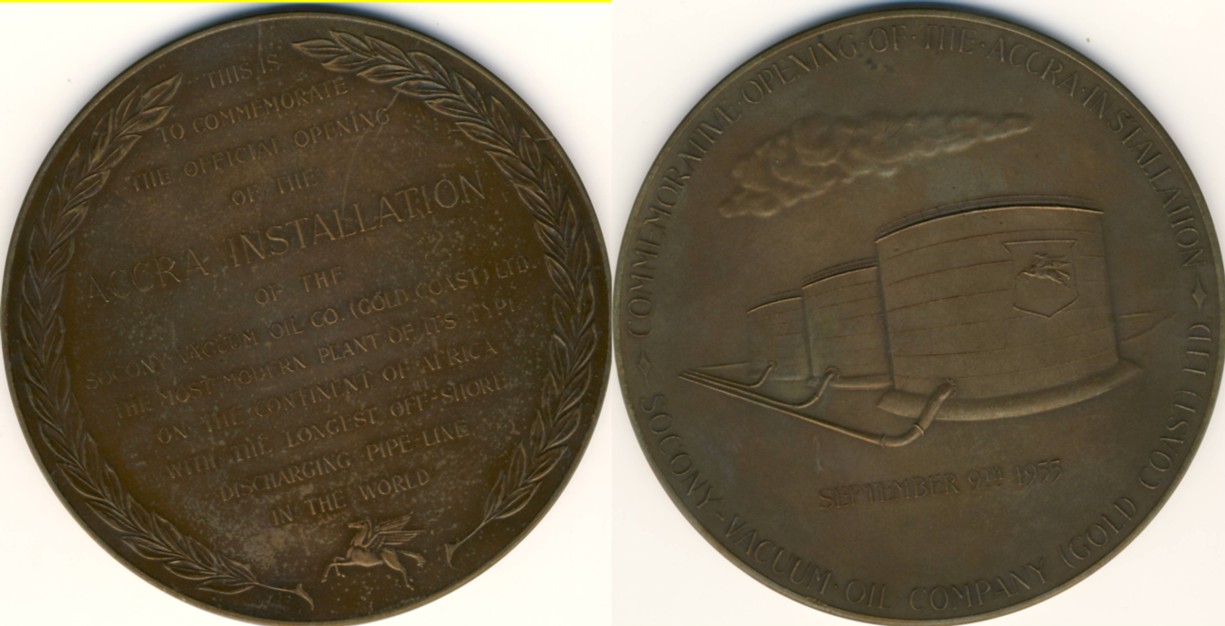 THIS IS
TO COMMEMORATE
THE OFFICIAL OPENING
OF THE
ACCRA INSTALLATION
OF THE
SOCONY VACUUM OIL CO. (GOLD COAST) LTD.
THE MOST MODERN PLANT OF ITS TYPE
ON THE CONTINENT OF AFRICA
WITH THE LONGEST OFF-SHORE
DISCHARGING PIPE-LINE
IN THE WORLD
COMMEMORATIVE·OPENING·OF·THE·ACCRA·INSTALLATION
SEPTEMBER 9TH 1955
SOCONY-VACUUM·OIL COMPANY (GOLD COAST) LTD